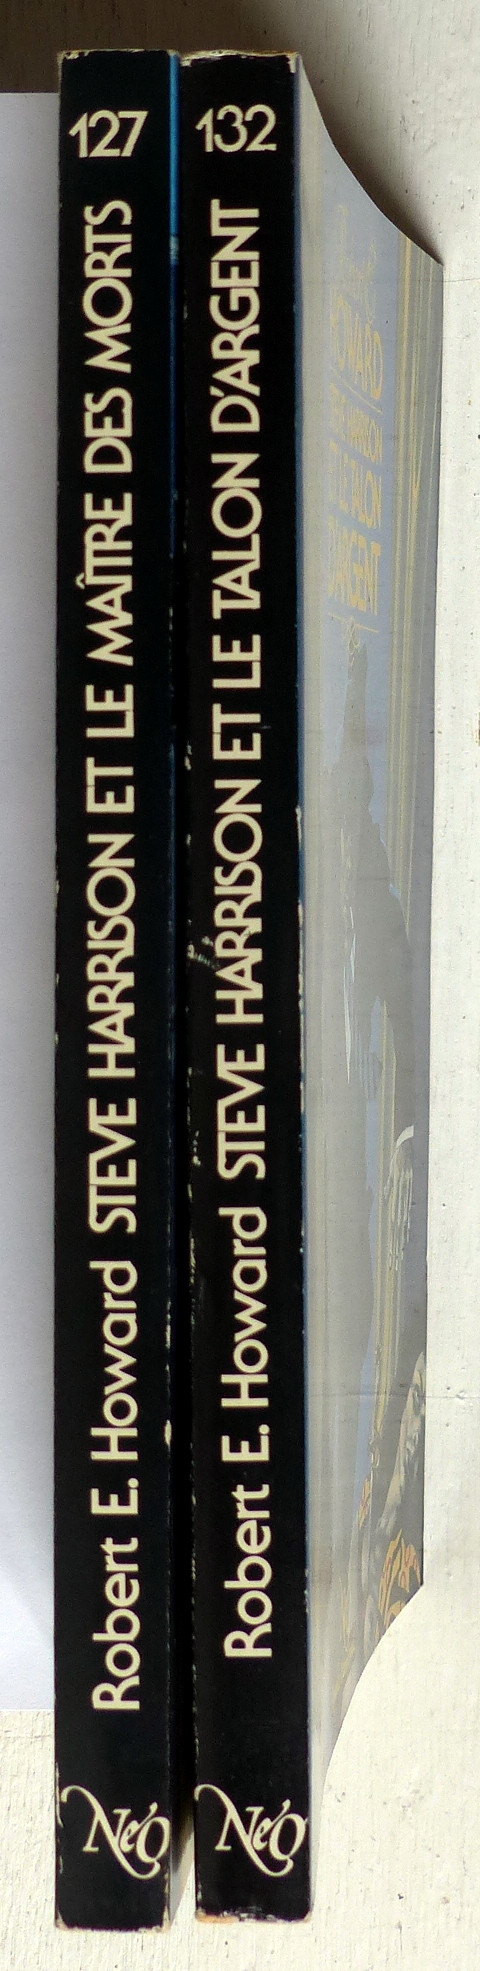 127
Robert E. Howard STEVE HARRISON ET LE MAÎTRE DES MORTS
NéO
132
Robert E. Howard STEVE HARRISON ET LE TALON D'ARGENT
NéO
HOWARD
STEVE HARRISON
ET LE TALON
D'ARGENT